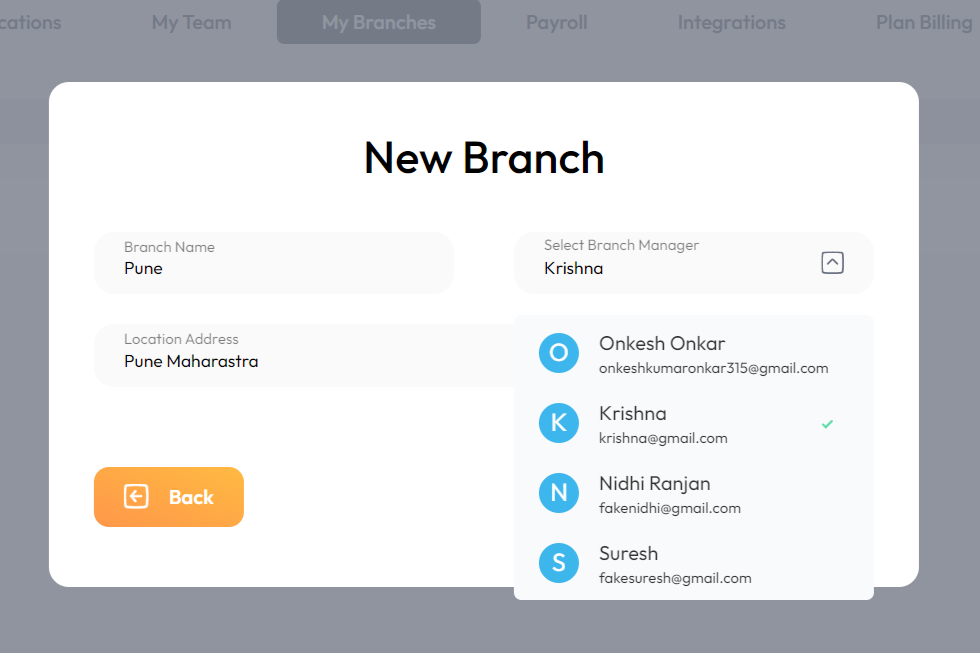 cations My Team My Branches Payroll Integrations Plan Billing
New Branch
Branch Name
Pune
Select Branch Manager
Krishna
Location Address
Pune Maharastra
O Onkesh Onkar
onkeshkumaronkar315@gmail.com
K Krishna
krishna@gmail.com
N Nidhi Ranjan
fakenidhi@gmail.com
S Suresh
fakesuresh@gmail.com
Back